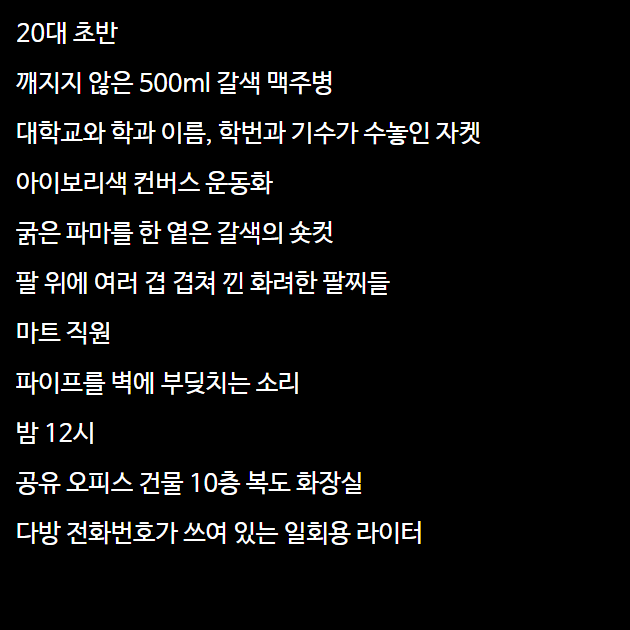 20대 초반
깨지지 않은 500ml 갈색 맥주병
대학교와 학과 이름, 학번과 기수가 수놓인 자켓
아이보리색 컨버스 운동화
굵은 파마를 한 옅은 갈색의 숏컷
팔 위에 여러 겹 겹쳐 낀 화려한 팔찌들
마트 직원
파이프를 벽에 부딪치는 소리
밤 12시
공유 오피스 건물 10층 복도 화장실
다방 전화번호가 쓰여 있는 일회용 라이터